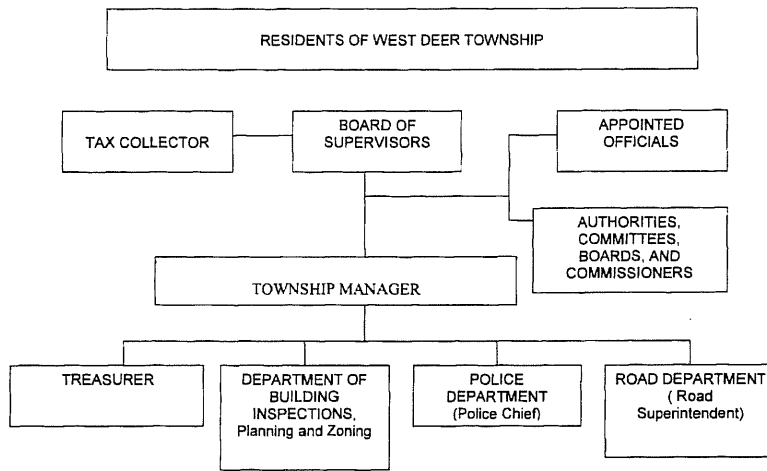 RESIDENTS OF WEST DEER TOWNSHIP
TAX COLLECTOR
BOARD OF
SUPERVISORS
APPOINTED
OFFICIALS
AUTHORITIES,
COMMITTEES,
BOARDS, AND
COMMISSIONERS
TOWNSHIP MANAGER
TREASURER
DEPARTMENT OF
BUILDING
INSPECTIONS,
Planning and Zoning
POLICE
DEPARTMENT
(Police Chief)
ROAD DEPARTMENT
( Road
Superintendent)